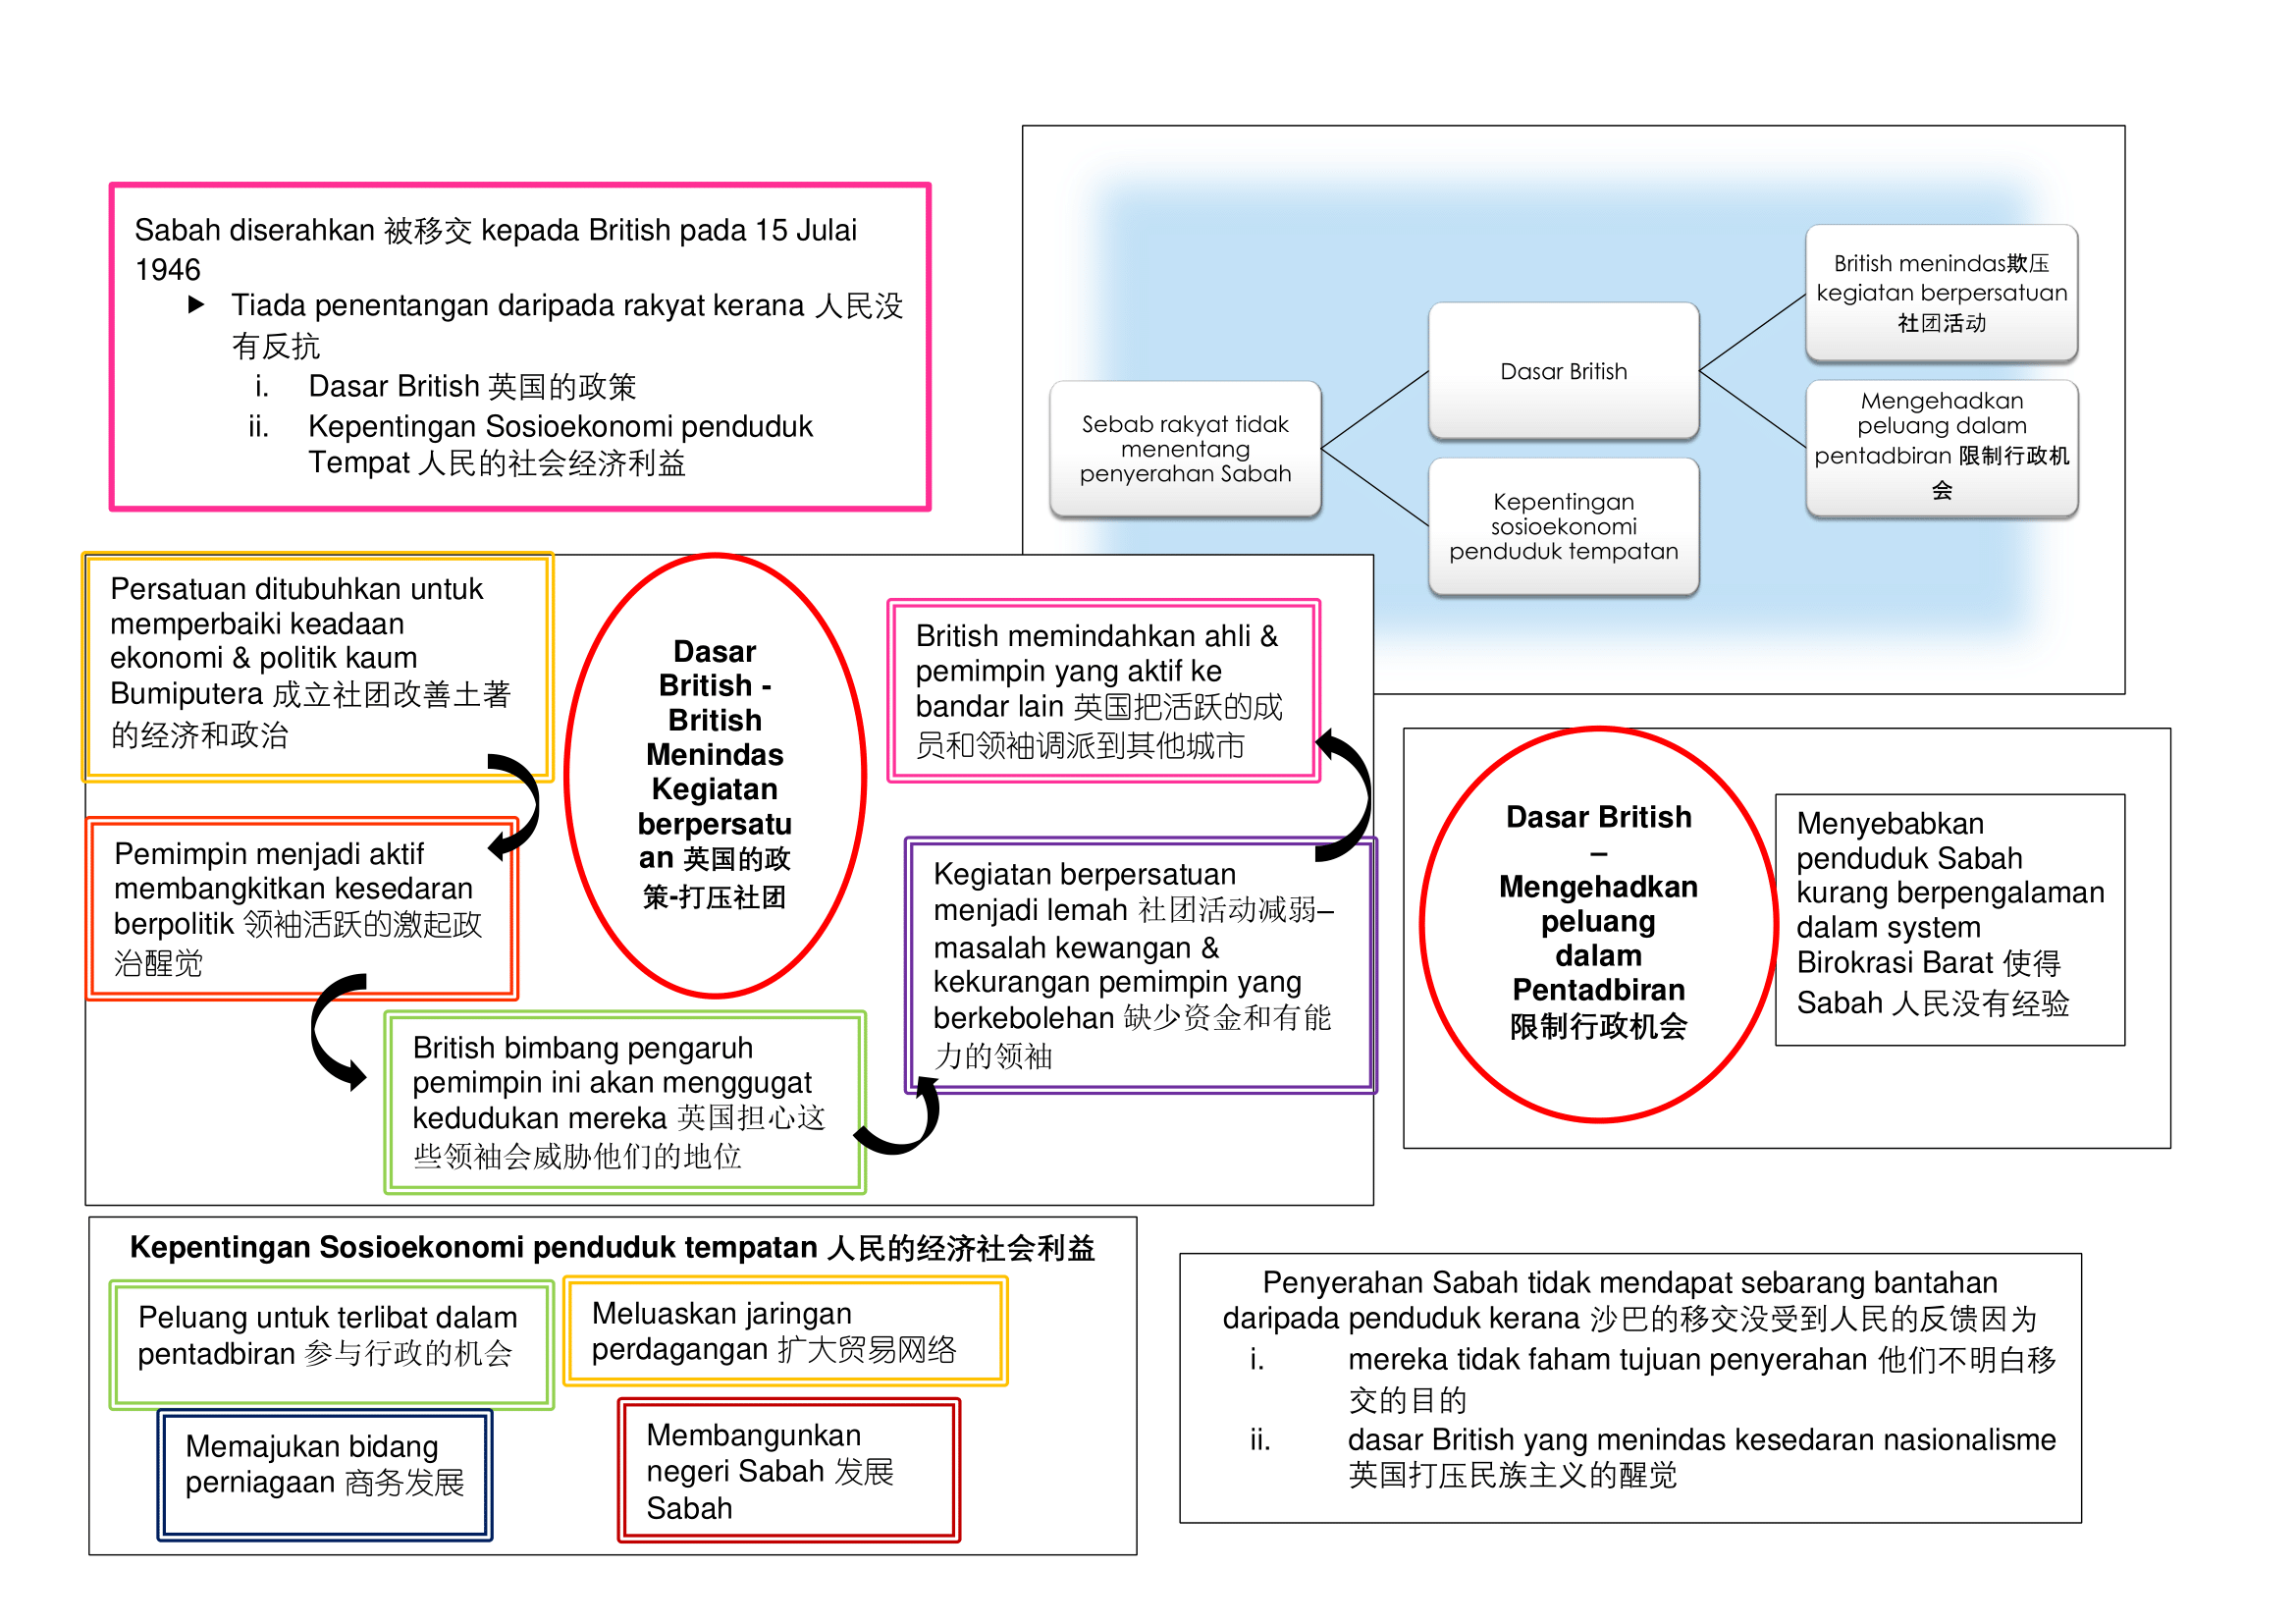 Sabah diserahkan 被移交 kepada British pada 15 Julai
1946
Tiada penentangan daripada rakyat kerana 人民没
有反抗
i. Dasar British 英国的政策
ii. Kepentingan Sosioekonomi penduduk
Tempat 人民的社会经济利益
Sebab rakyat tidak
menentang
penyerahan Sabah
Dasar British
Kepentingan
sosioekonomi
penduduk tempatan
British menindas欺压
kegiatan berpersatuan
社团活动
Mengehadkan
peluang dalam
pentadbiran 限制行政机
会
Persatuan ditubuhkan untuk
memperbaiki keadaan
ekonomi & politik kaum
Bumiputera 成立社团改善土著
的经济和政治
Pemimpin menjadi aktif
membangkitkan kesedaran
berpolitik 领袖活跃的激起政
治醒觉
British bimbang pengaruh
pemimpin ini akan menggugat
kedudukan mereka 英国担心这
些领袖会威胁他们的地位
Dasar
British -
British
Menindas
Kegiatan
berpersatu
an 英国的政
策-打压社团
British memindahkan ahli &
pemimpin yang aktif ke
bandar lain 英国把活跃的成
员和领袖调派到其他城市
Kegiatan berpersatuan
menjadi lemah 社团活动减弱–
masalah kewangan &
kekurangan pemimpin yang
berkebolehan 缺少资金和有能
力的领袖
Dasar British
–
Mengehadkan
peluang
dalam
Pentadbiran
限制行政机会
Menyebabkan
penduduk Sabah
kurang berpengalaman
dalam system
Birokrasi Barat 使得
Sabah 人民没有经验
Kepentingan Sosioekonomi penduduk tempatan 人民的经济社会利益
Peluang untuk terlibat dalam
pentadbiran 参与行政的机会
Meluaskan jaringan
perdagangan 扩大贸易网络
Memajukan bidang
perniagaan 商务发展
Membangunkan
negeri Sabah 发展
Sabah
Penyerahan Sabah tidak mendapat sebarang bantahan
daripada penduduk kerana 沙巴的移交没受到人民的反馈因为
i. mereka tidak faham tujuan penyerahan 他们不明白移
交的目的
ii. dasar British yang menindas kesedaran nasionalisme
英国打压民族主义的醒觉